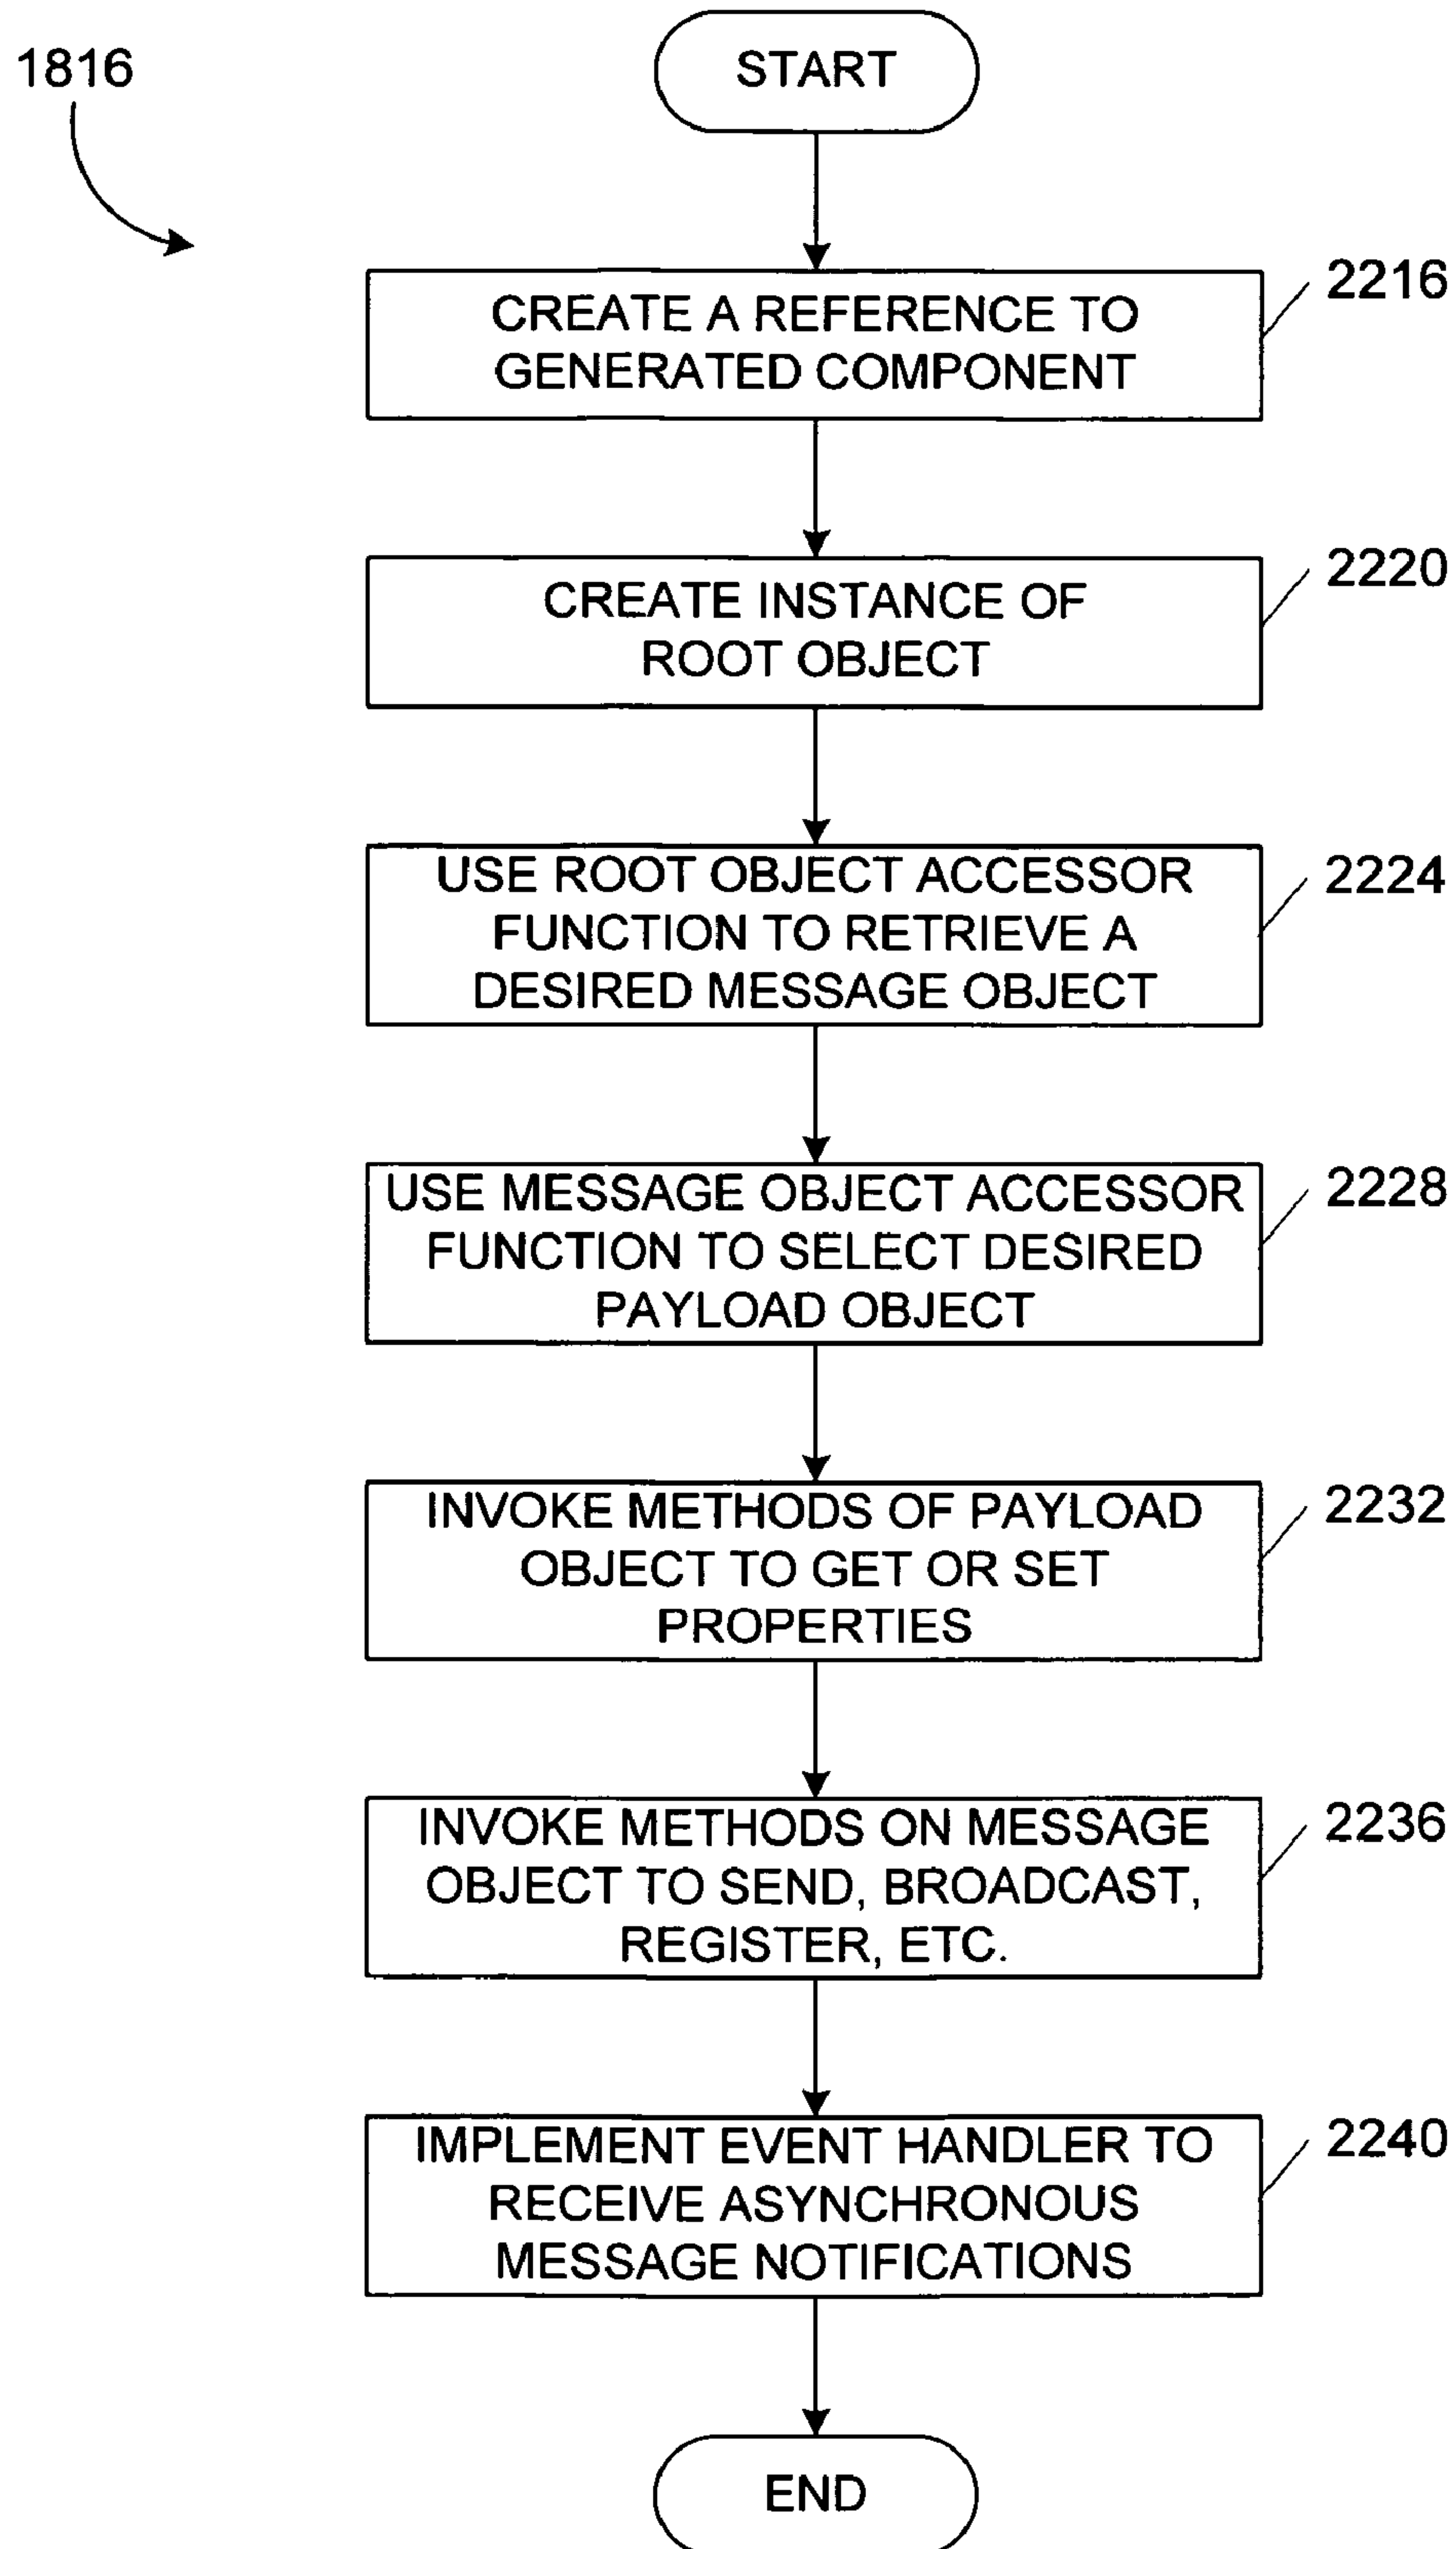 1816
START
CREATE A REFERENCE TO
GENERATED COMPONENT
2216
CREATE INSTANCE OF
ROOT OBJECT
2220
USE ROOT OBJECT ACCESSOR
FUNCTION TO RETRIEVE A
DESIRED MESSAGE OBJECT
2224
USE MESSAGE OBJECT ACCESSOR
FUNCTION TO SELECT DESIRED
PAYLOAD OBJECT
2228
INVOKE METHODS OF PAYLOAD
OBJECT TO GET OR SET
PROPERTIES
2232
INVOKE METHODS ON MESSAGE
OBJECT TO SEND, BROADCAST,
REGISTER, ETC.
2236
IMPLEMENT EVENT HANDLER TO
RECEIVE ASYNCHRONOUS
MESSAGE NOTIFICATIONS
2240
END